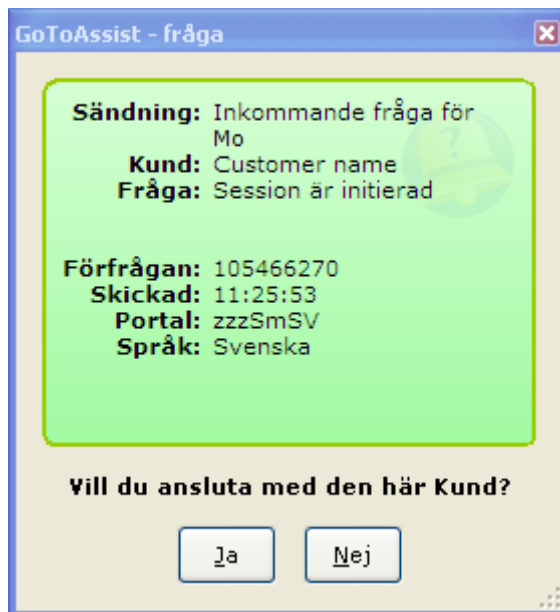 GoToAssist - fråga
Sändning: Inkommande fråga för
Mo
Kund: Customer name
Fråga: Session är initierad
Förfrågan: 105466270
Skickad: 11:25:53
Portal: zzzSmSV
Språk: Svenska
Vill du ansluta med den här Kund?
Ja Nej